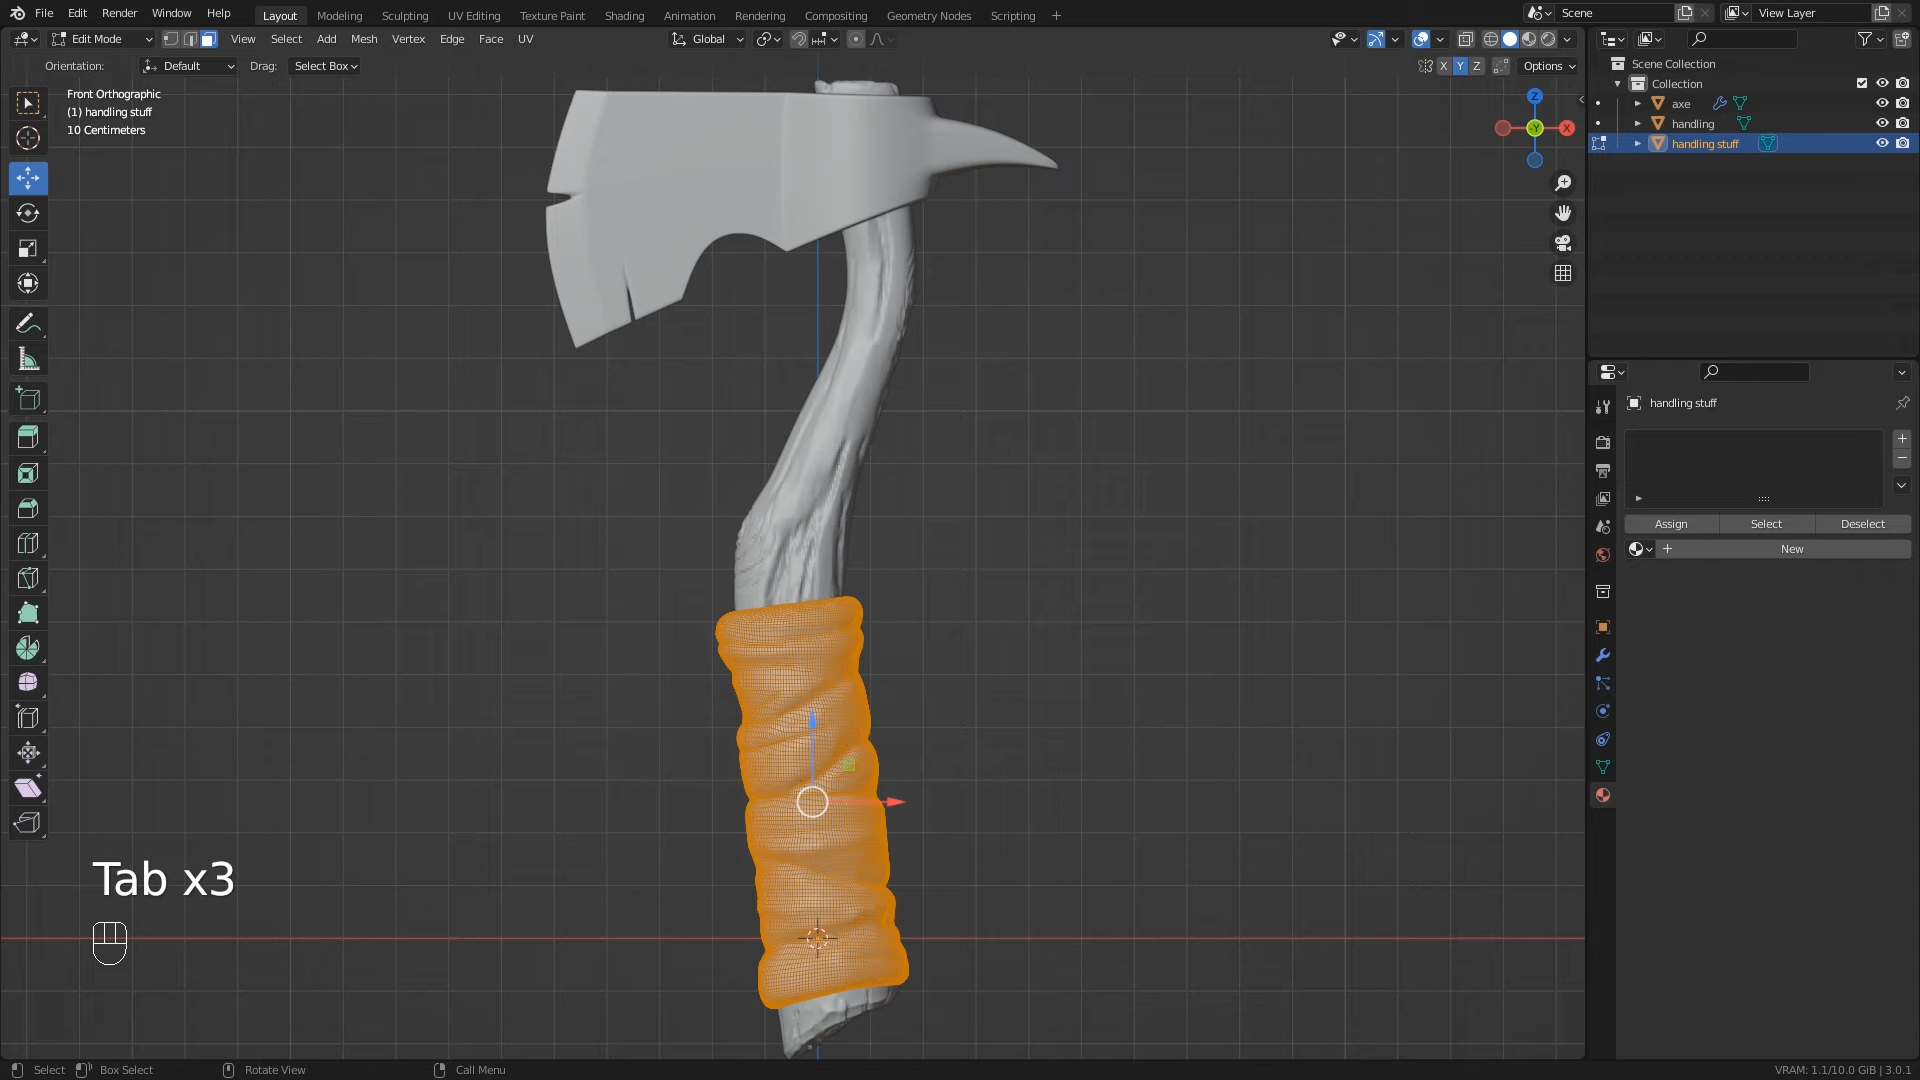 File Edit Render Window Help Layout Modeling Sculpting UV Editing Texture Paint Shading Animation Rendering Compositing Geometry Nodes Scripting + Scene View Layer
Edit Mode View Select Add Mesh Vertex Edge Face UV Global
Orientation: Default Drag: Select Box X Y Z Options
Front Orthographic
(1) handling stuff
10 Centimeters
Z
Y X
Scene Collection
Collection
axe
handling
handling stuff
handling stuff
Assign Select Deselect
+ New
Tab x3
Select Box Select Rotate View Call Menu VRAM: 1.1/10.0 GiB | 3.0.1